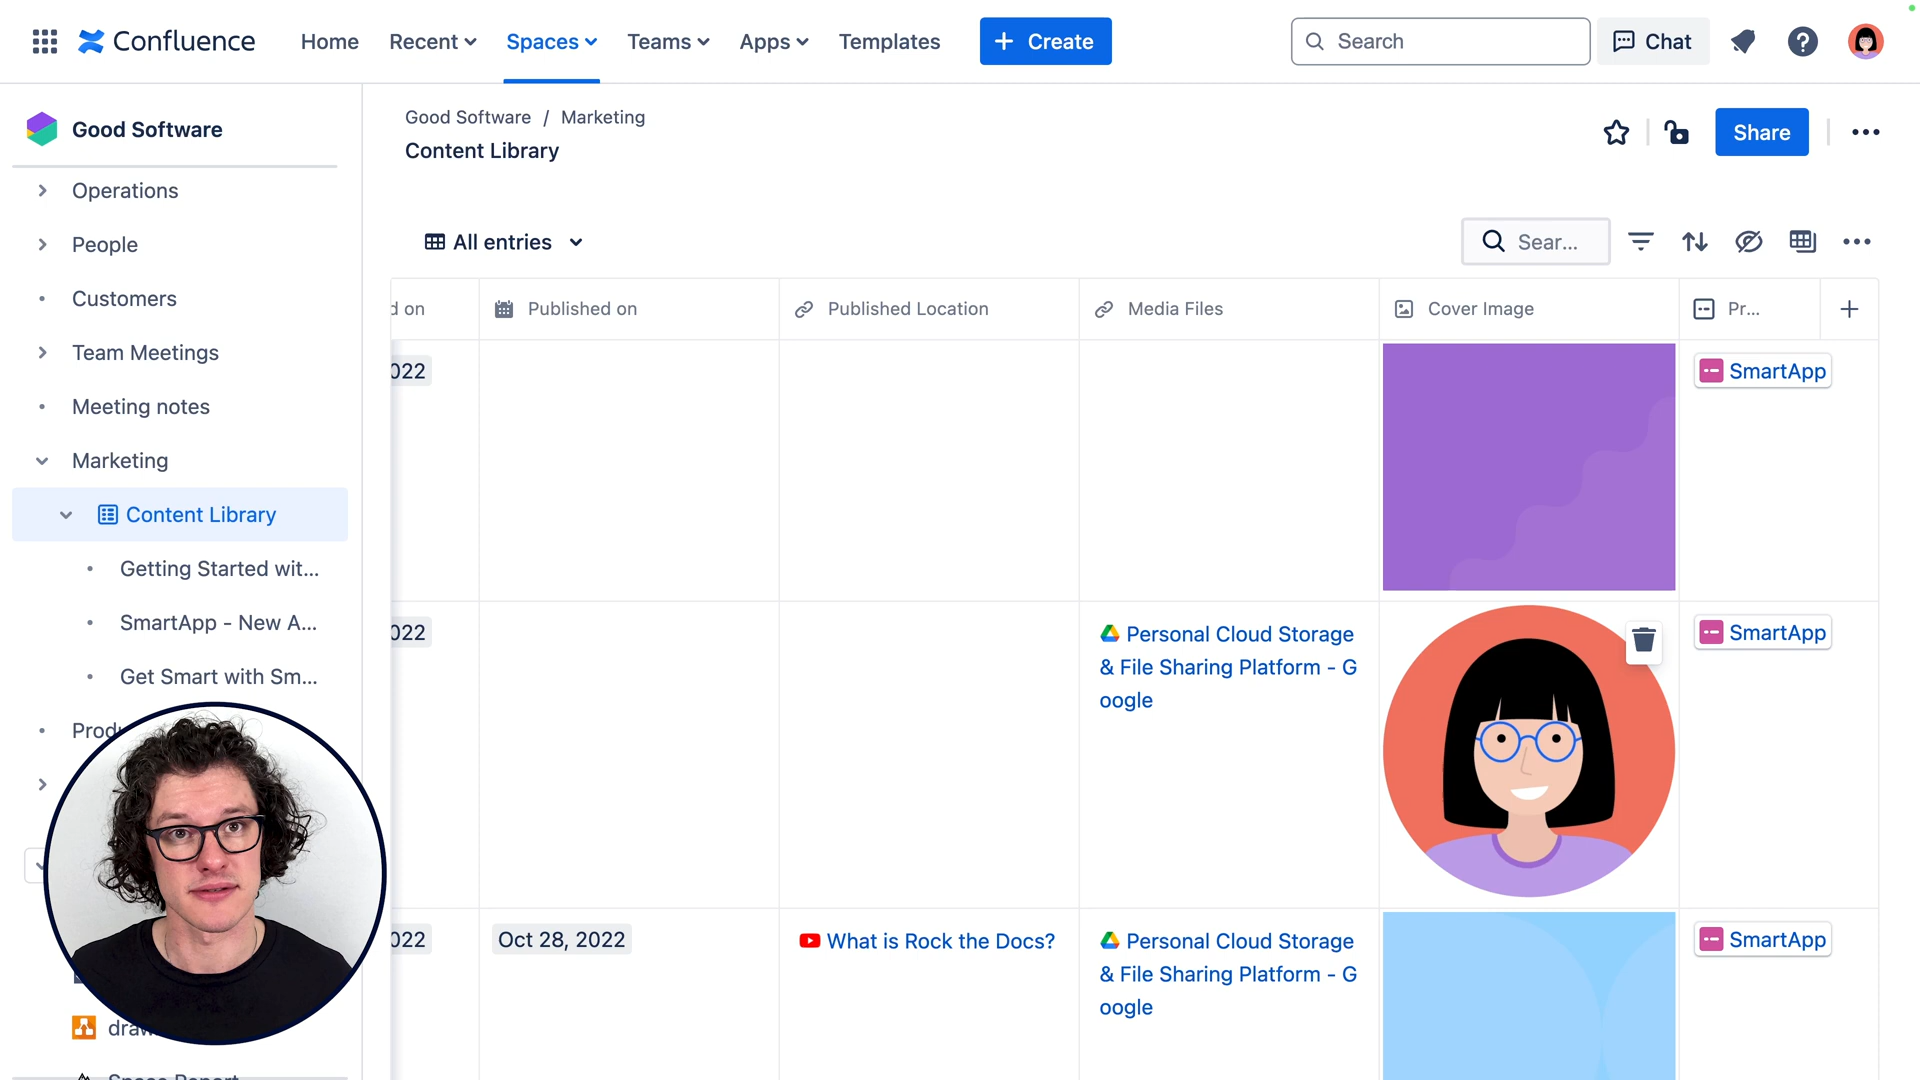 Confluence
Home
Recent
Spaces
Teams
Apps
Templates
+ Create
Search
Chat
Good Software
Operations
People
Customers
Team Meetings
Meeting notes
Marketing
Content Library
Getting Started wit...
SmartApp - New A...
Get Smart with Sm...
Good Software / Marketing
Content Library
Share
All entries
Sear...
d on
Published on
Published Location
Media Files
Cover Image
Pr...
022
SmartApp
022
Personal Cloud Storage
& File Sharing Platform - G
oogle
SmartApp
022
Oct 28, 2022
What is Rock the Docs?
Personal Cloud Storage
& File Sharing Platform - G
oogle
SmartApp